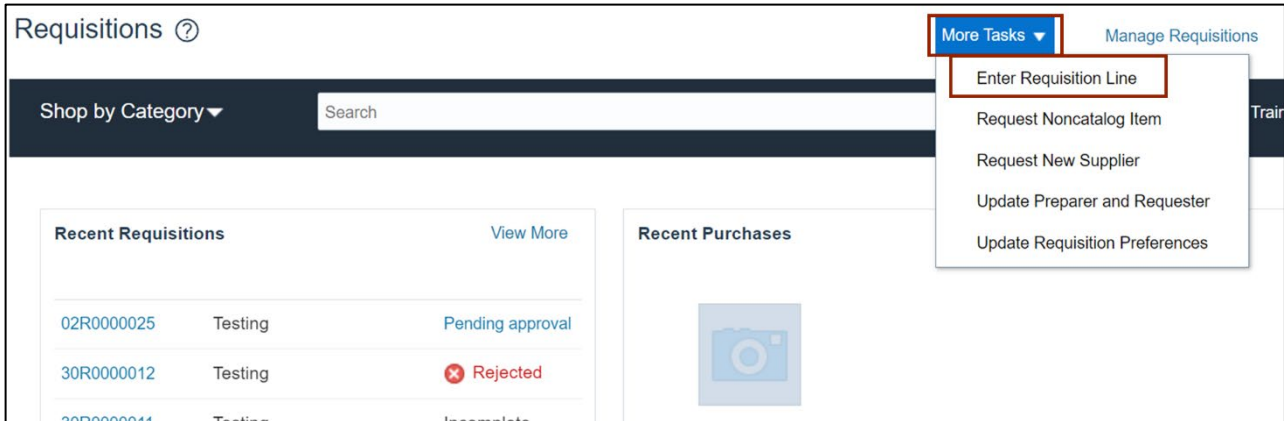 Requisitions
More Tasks
Manage Requisitions
Enter Requisition Line
Request Noncatalog Item
Request New Supplier
Update Preparer and Requester
Update Requisition Preferences
Shop by Category
Search
Recent Requisitions
View More
02R0000025 Testing Pending approval
30R0000012 Testing Rejected
Recent Purchases